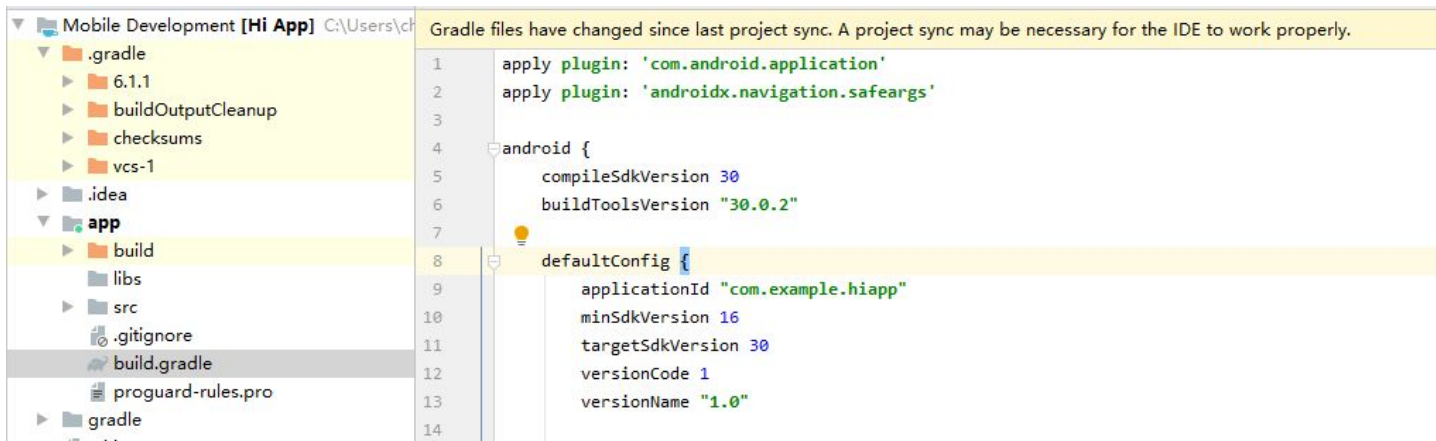 Mobile Development [Hi App] C:\Users\ch
.gradle
6.1.1
buildOutputCleanup
checksums
vcs-1
.idea
app
build
libs
src
.gitignore
build.gradle
proguard-rules.pro
gradle
Gradle files have changed since last project sync. A project sync may be necessary for the IDE to work properly.
1 apply plugin: 'com.android.application'
2 apply plugin: 'androidx.navigation.safeargs'
3
4 android {
5 compileSdkVersion 30
6 buildToolsVersion "30.0.2"
7
8 defaultConfig {
9 applicationId "com.example.hiapp"
10 minSdkVersion 16
11 targetSdkVersion 30
12 versionCode 1
13 versionName "1.0"
14